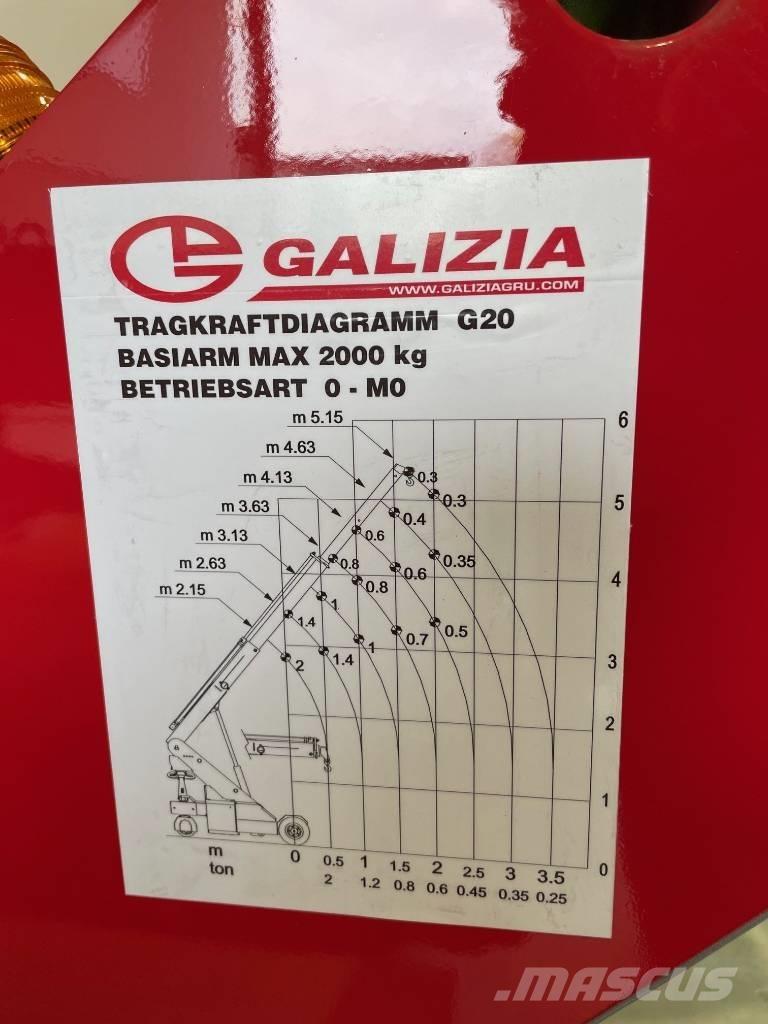 GALIZIA
WWW.GALIZIAGRU.COM
TRAGKRAFTDIAGRAMM G20
BASIARM MAX 2000 kg
BETRIEBSART 0 - M0
m 5.15
m 4.63
m 4.13
m 3.63
m 3.13
m 2.63
m 2.15
6
5
4
3
2
1
0
0.3
0.3
0.4
0.6
0.35
0.8
0.8
0.6
1
1.4
1
0.7
0.5
2
1.4
m 0 0.5 1 1.5 2 2.5 3 3.5
ton 2 1.2 0.8 0.6 0.45 0.35 0.25
MASCUS